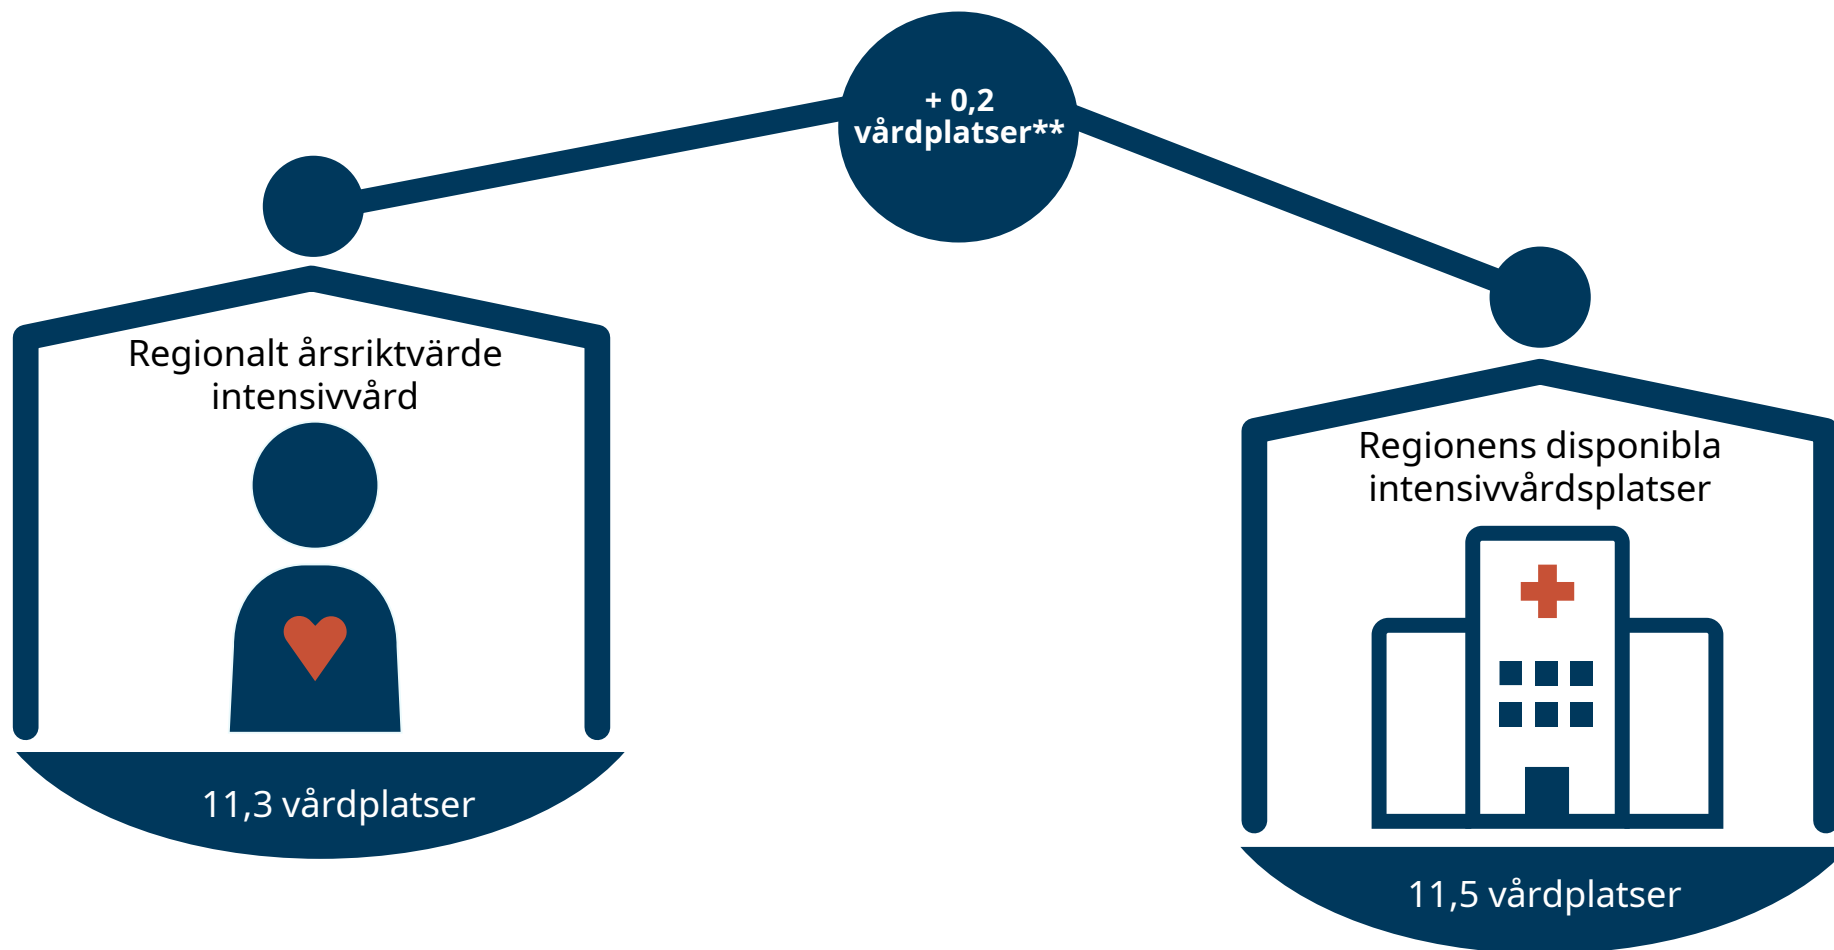 + 0,2
vårdplatser**
Regionalt årsriktvärde
intensivvård
11,3 vårdplatser
Regionens disponibla
intensivvårdsplatser
11,5 vårdplatser